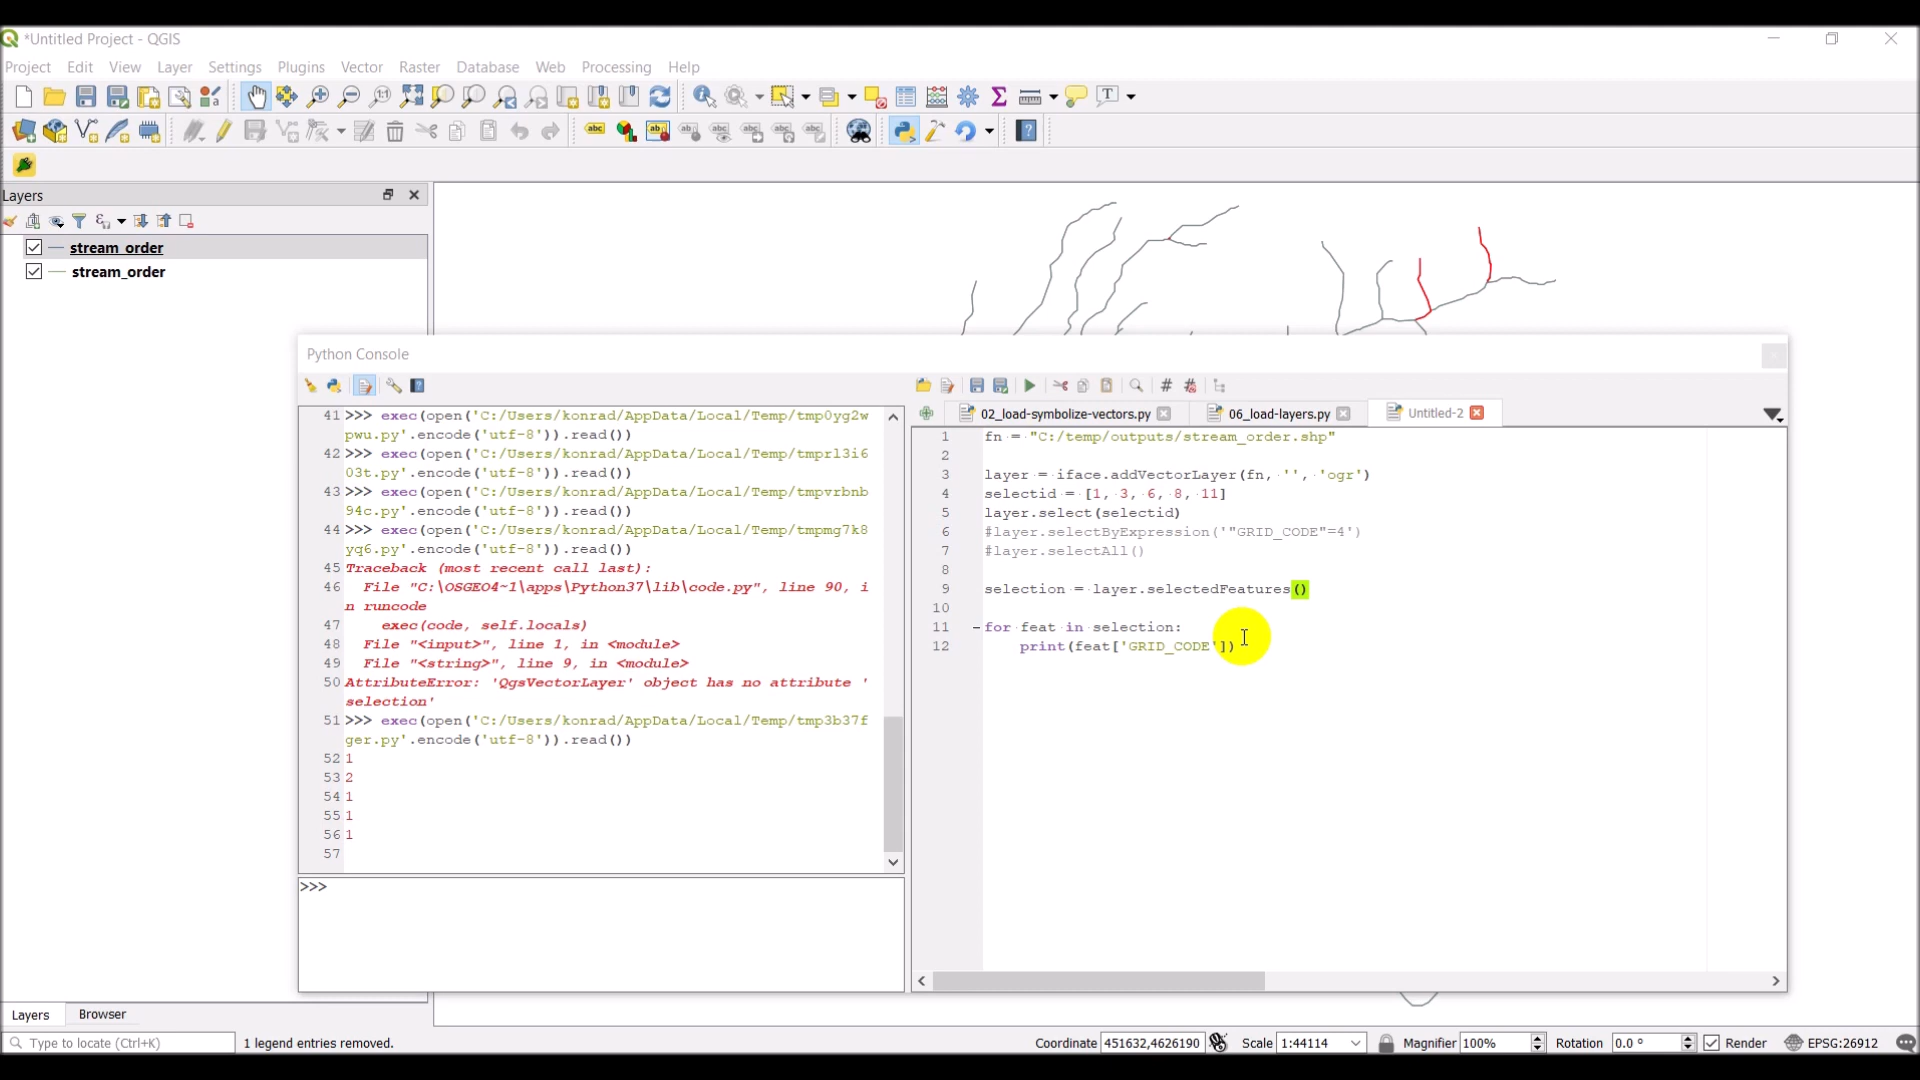 *Untitled Project - QGIS
Project Edit View Layer Settings Plugins Vector Raster Database Web Processing Help
Layers
stream_order
stream_order
Python Console
41 >>> exec(open('C:/Users/konrad/AppData/Local/Temp/tmp0yg2w
pwu.py'.encode('utf-8')).read())
42 >>> exec(open('C:/Users/konrad/AppData/Local/Temp/tmprl3i6
03t.py'.encode('utf-8')).read())
43 >>> exec(open('C:/Users/konrad/AppData/Local/Temp/tmpvrbnb
94c.py'.encode('utf-8')).read())
44 >>> exec(open('C:/Users/konrad/AppData/Local/Temp/tmpmg7k8
yq6.py'.encode('utf-8')).read())
45 Traceback (most recent call last):
46 File "C:\OSGEO4~1\apps\Python37\lib\code.py", line 90, i
n runcode
47 exec(code, self.locals)
48 File "<input>", line 1, in <module>
49 File "<string>", line 9, in <module>
50 AttributeError: 'QgsVectorLayer' object has no attribute '
selection'
51 >>> exec(open('C:/Users/konrad/AppData/Local/Temp/tmp3b37f
ger.py'.encode('utf-8')).read())
52 1
53 2
54 1
55 1
56 1
57
>>>
02_load-symbolize-vectors.py 06_load-layers.py Untitled-2
1 fn = "C:/temp/outputs/stream_order.shp"
2
3 layer = iface.addVectorLayer(fn, '', 'ogr')
4 selectid = [1, 3, 6, 8, 11]
5 layer.select(selectid)
6 #layer.selectByExpression('"GRID_CODE"=4')
7 #layer.selectAll()
8
9 selection = layer.selectedFeatures()
10
11 for feat in selection:
12 print(feat['GRID_CODE'])
Layers Browser
Type to locate (Ctrl+K) 1 legend entries removed. Coordinate 451632,4626190 Scale 1:44114 Magnifier 100% Rotation 0.0 ° Render EPSG:26912